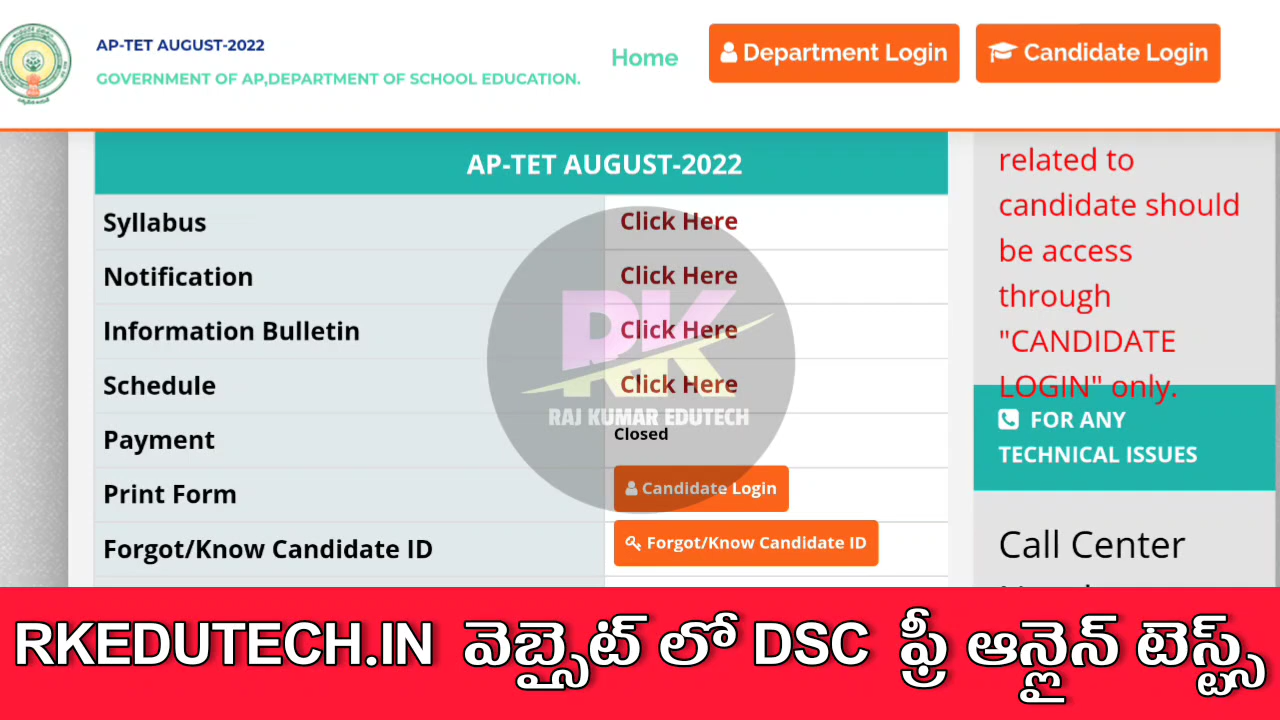 AP-TET AUGUST-2022
GOVERNMENT OF AP,DEPARTMENT OF SCHOOL EDUCATION.
Home
Department Login
Candidate Login
AP-TET AUGUST-2022
Syllabus Click Here
Notification Click Here
Information Bulletin Click Here
Schedule Click Here
Payment Closed
Print Form Candidate Login
Forgot/Know Candidate ID Forgot/Know Candidate ID
RK
RAJ KUMAR EDUTECH
related to
candidate should
be access
through
"CANDIDATE
LOGIN" only.
FOR ANY
TECHNICAL ISSUES
Call Center
RKEDUTECH.IN వెబ్సైట్ లో DSC ఫ్రీ ఆన్లైన్ టెస్ట్స్